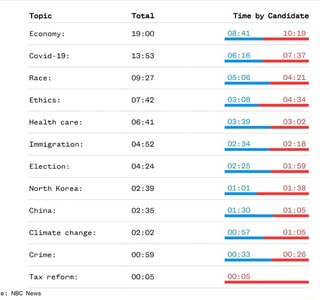 Topic Total Time by Candidate
Economy: 19:00 08:41 10:19
Covid-19: 13:53 06:16 07:37
Race: 09:27 05:06 04:21
Ethics: 07:42 03:08 04:34
Health care: 06:41 03:39 03:02
Immigration: 04:52 02:34 02:18
Election: 04:24 02:25 01:59
North Korea: 02:39 01:01 01:38
China: 02:35 01:30 01:05
Climate change: 02:02 00:57 01:05
Crime: 00:59 00:33 00:26
Tax reform: 00:05 00:05
e: NBC News